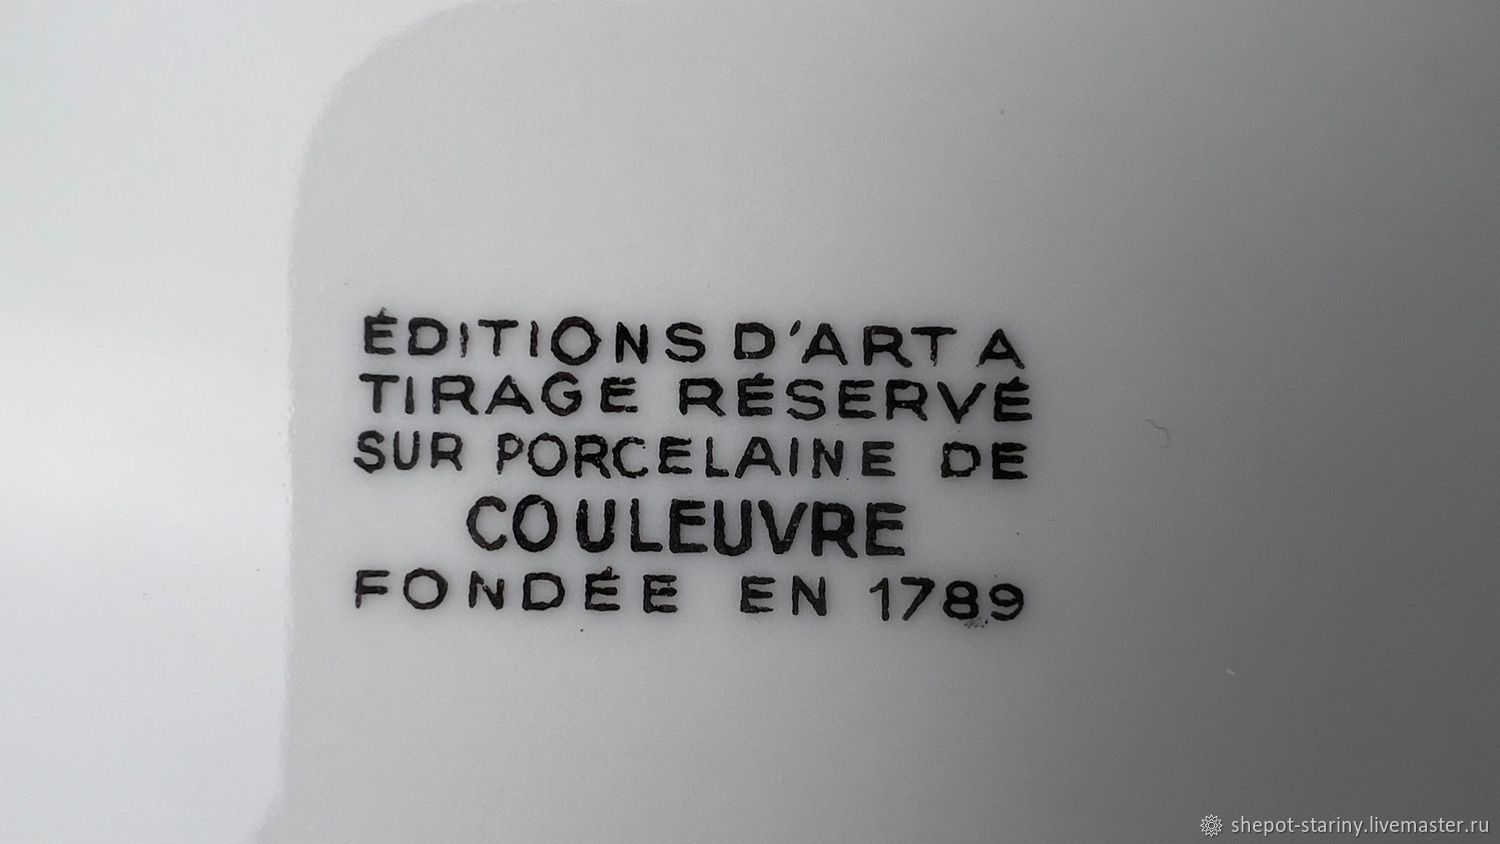 ÉDITIONS D'ART A
TIRAGE RÉSERVÉ
SUR PORCELAINE DE
COULEUVRE
FONDÉE EN 1789
shepot-stariny.livemaster.ru